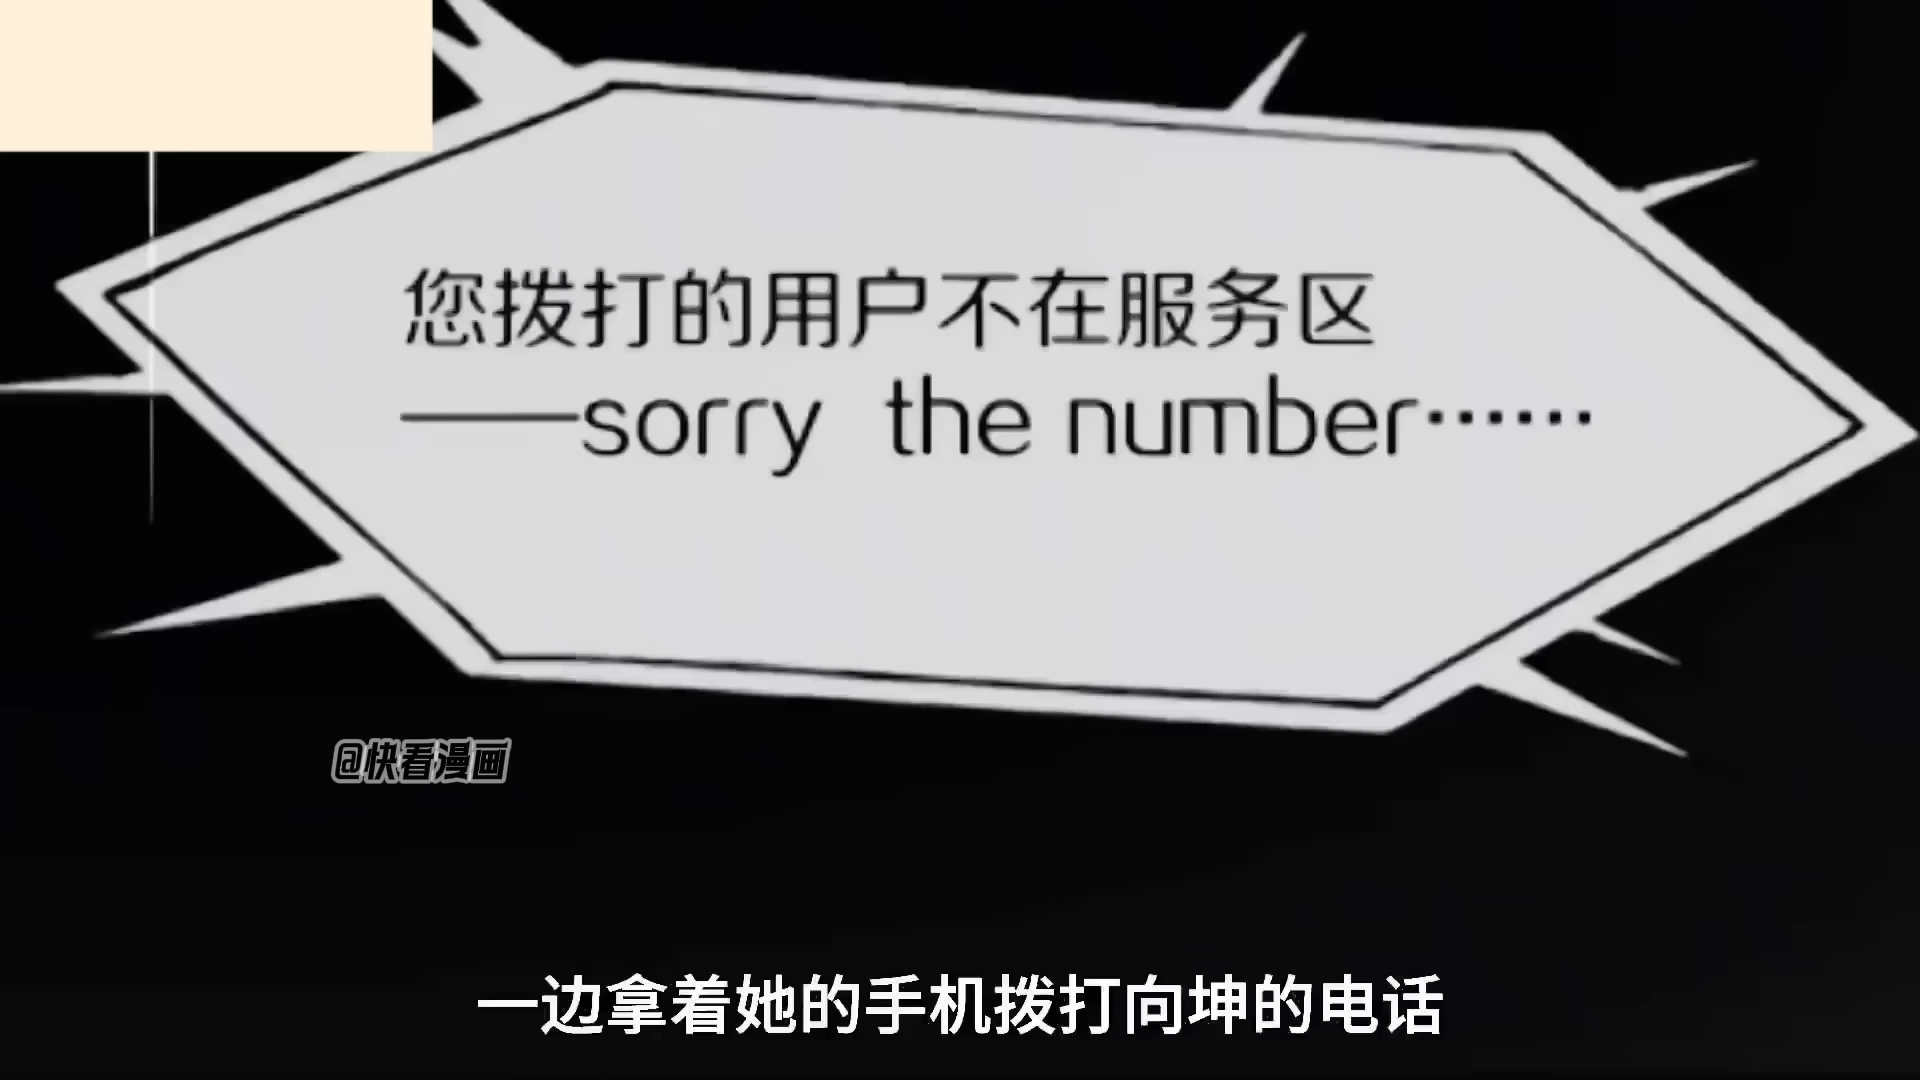 您拨打的用户不在服务区
——sorry the number……
@快看漫画
一边拿着她的手机拨打向坤的电话